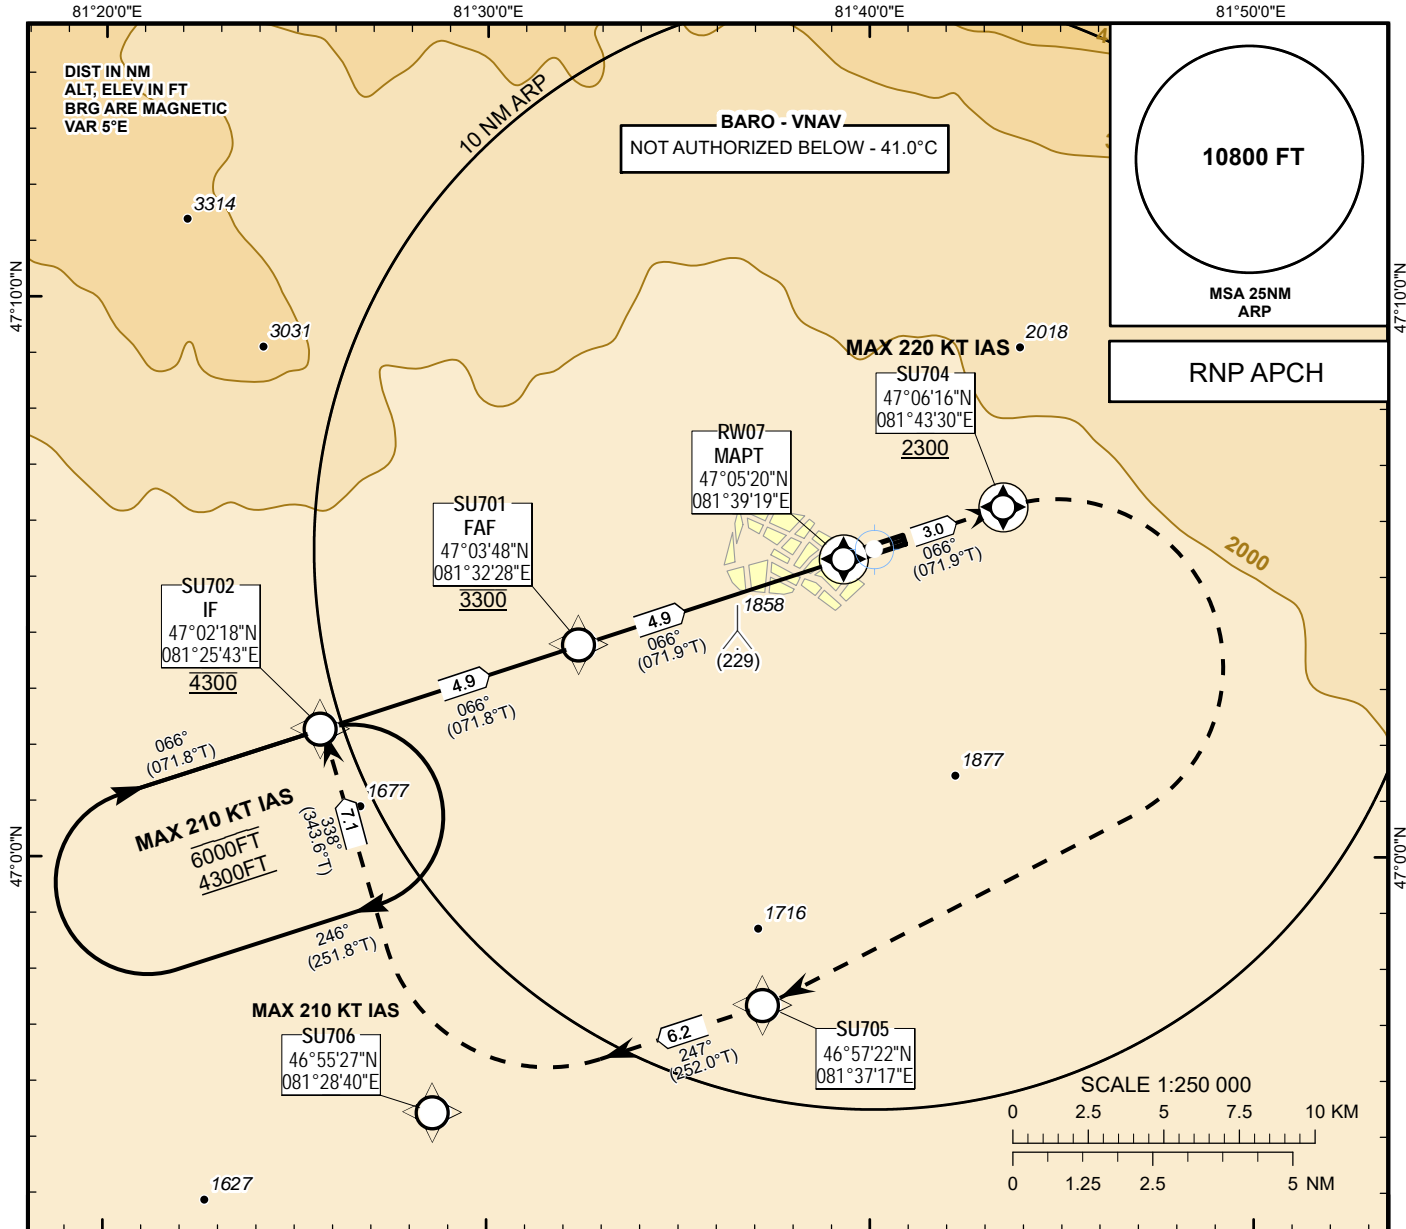 81°20'0"E
81°30'0"E
81°40'0"E
81°50'0"E
DIST IN NM
ALT, ELEV IN FT
BRG ARE MAGNETIC
VAR 5°E
10 NM ARP
BARO - VNAV
NOT AUTHORIZED BELOW - 41.0°C
10800 FT
MSA 25NM
ARP
RNP APCH
3314
3031
47°10'0"N
47°10'0"N
2018
MAX 220 KT IAS
SU704
47°06'16"N
081°43'30"E
2300
RW07
MAPT
47°05'20"N
081°39'19"E
SU701
FAF
47°03'48"N
081°32'28"E
3300
3.0
066°
(071.9°T)
2000
SU702
IF
47°02'18"N
081°25'43"E
4300
4.9
066°
(071.9°T)
1858
(229)
4.9
066°
(071.8°T)
066°
(071.8°T)
1877
1677
MAX 210 KT IAS
6000FT
4300FT
7.1
338°
(343.6°T)
47°0'0"N
47°0'0"N
246°
(251.8°T)
1716
MAX 210 KT IAS
SU706
46°55'27"N
081°28'40"E
6.2
247°
(252.0°T)
SU705
46°57'22"N
081°37'17"E
SCALE 1:250 000
0 2.5 5 7.5 10 KM
0 1.25 2.5 5 NM
1627